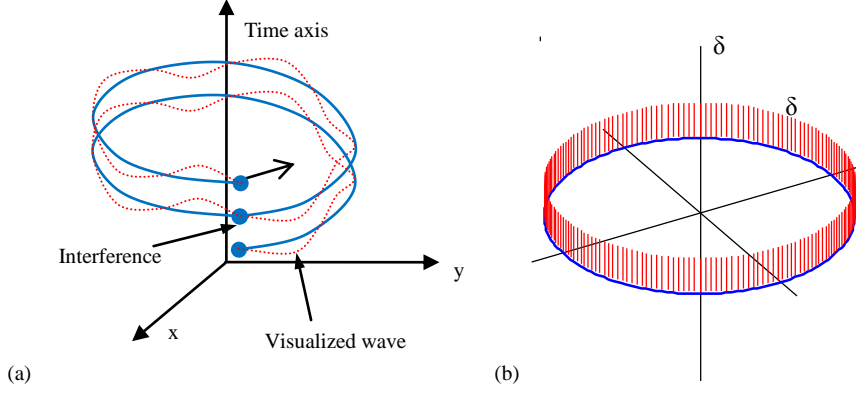 Time axis
Interference
y
x
Visualized wave
(a)
δ
δ
(b)